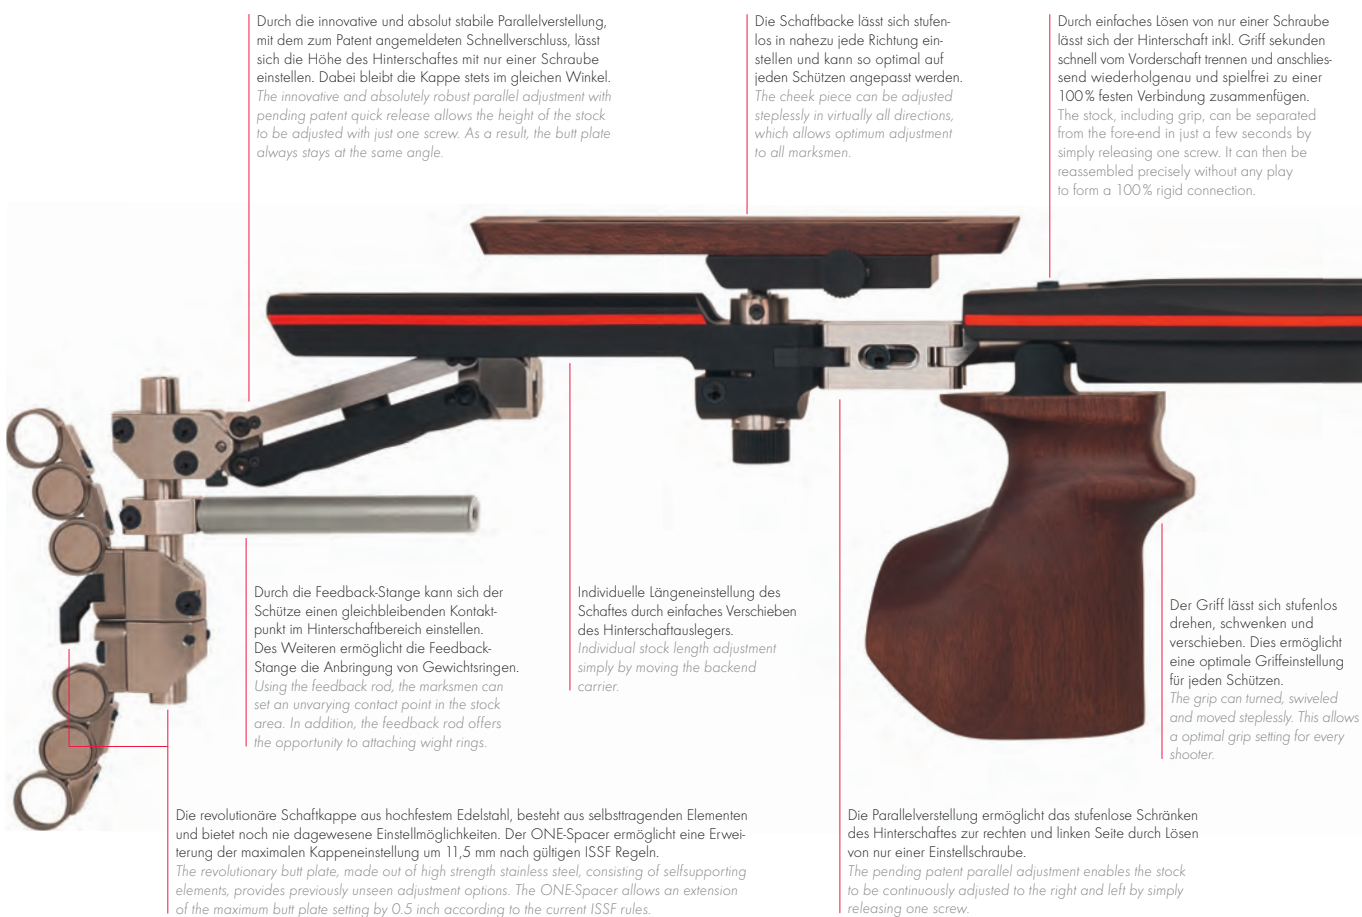 Durch die innovative und absolut stabile Parallelverstellung,
mit dem zum Patent angemeldeten Schnellverschluss, lässt
sich die Höhe des Hinterschaftes mit nur einer Schraube
einstellen. Dabei bleibt die Kappe stets im gleichen Winkel.
The innovative and absolutely robust parallel adjustment with
pending patent quick release allows the height of the stock
to be adjusted with just one screw. As a result, the butt plate
always stays at the same angle.
Die Schaftbacke lässt sich stufen-
los in nahezu jede Richtung ein-
stellen und kann so optimal auf
jeden Schützen angepasst werden.
The cheek piece can be adjusted
steplessly in virtually all directions,
which allows optimum adjustment
to all marksmen.
Durch einfaches Lösen von nur einer Schraube
lässt sich der Hinterschaft inkl. Griff sekunden
schnell vom Vorderschaft trennen und anschlies-
send wiederholgenau und spielfrei zu einer
100% festen Verbindung zusammenfügen.
The stock, including grip, can be separated
from the fore-end in just a few seconds by
simply releasing one screw. It can then be
reassembled precisely without any play
to form a 100% rigid connection.
Durch die Feedback-Stange kann sich der
Schütze einen gleichbleibenden Kontakt-
punkt im Hinterschaftbereich einstellen.
Des Weiteren ermöglicht die Feedback-
Stange die Anbringung von Gewichtsringen.
Using the feedback rod, the marksmen can
set an unvarying contact point in the stock
area. In addition, the feedback rod offers
the opportunity to attaching wight rings.
Individuelle Längeneinstellung des
Schaftes durch einfaches Verschieben
des Hinterschaftauslegers.
Individual stock length adjustment
simply by moving the backend
carrier.
Der Griff lässt sich stufenlos
drehen, schwenken und
verschieben. Dies ermöglicht
eine optimale Griffeinstellung
für jeden Schützen.
The grip can turned, swiveled
and moved steplessly. This allows
a optimal grip setting for every
shooter.
Die revolutionäre Schaftkappe aus hochfestem Edelstahl, besteht aus selbsttragenden Elementen
und bietet noch nie dagewesene Einstellmöglichkeiten. Der ONE-Spacer ermöglicht eine Erwei-
terung der maximalen Kappeneinstellung um 11,5 mm nach gültigen ISSF Regeln.
The revolutionary butt plate, made out of high strength stainless steel, consisting of selfsupporting
elements, provides previously unseen adjustment options. The ONE-Spacer allows an extension
of the maximum butt plate setting by 0.5 inch according to the current ISSF rules.
Die Parallelverstellung ermöglicht das stufenlose Schränken
des Hinterschaftes zur rechten und linken Seite durch Lösen
von nur einer Einstellschraube.
The pending patent parallel adjustment enables the stock
to be continuously adjusted to the right and left by simply
releasing one screw.